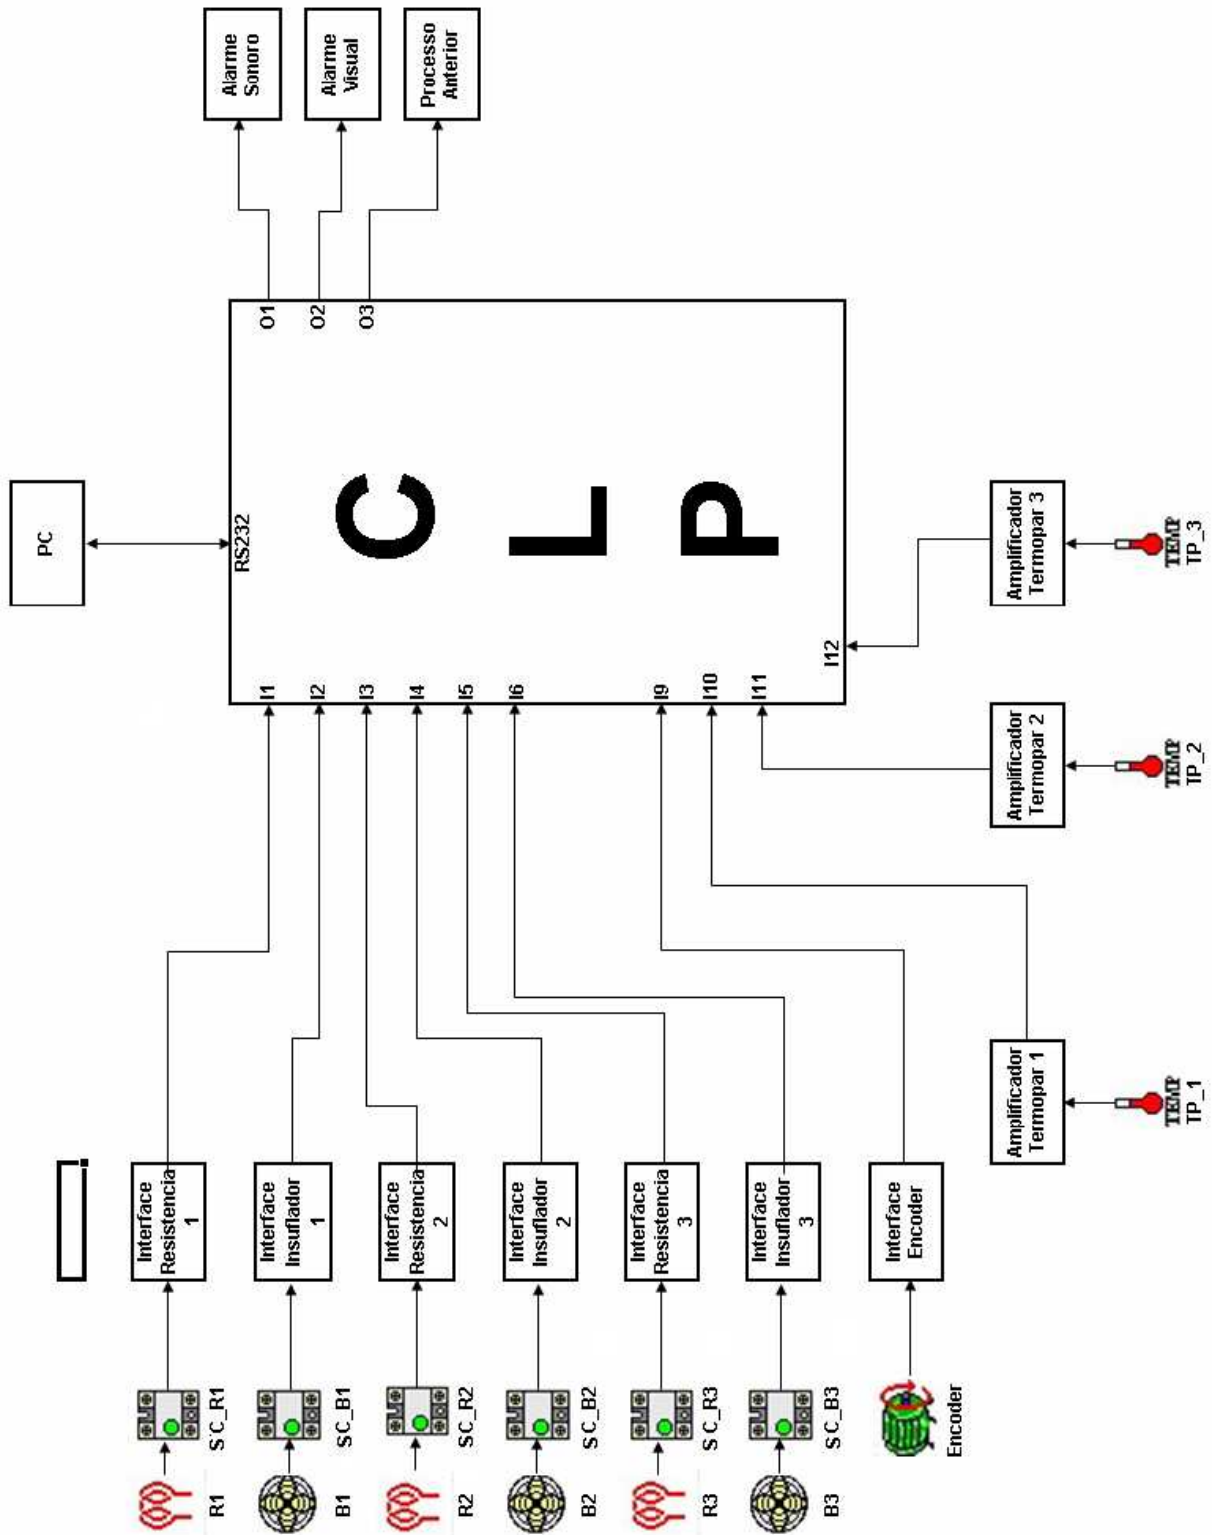 PC
RS232
C
L
P
O1
O2
O3
Alarme
Sonoro
Alarme
Visual
Processo
Anterior
I1
I2
I3
I4
I5
I6
I9
I10
I11
I12
R1
SC_R1
Interface
Resistencia
1
B1
SC_B1
Interface
Insuflador
1
R2
SC_R2
Interface
Resistencia
2
B2
SC_B2
Interface
Insuflador
2
R3
SC_R3
Interface
Resistencia
3
B3
SC_B3
Interface
Insuflador
3
Encoder
Interface
Encoder
Amplificador
Termopar 1
TEMP
TP_1
Amplificador
Termopar 2
TEMP
TP_2
Amplificador
Termopar 3
TEMP
TP_3